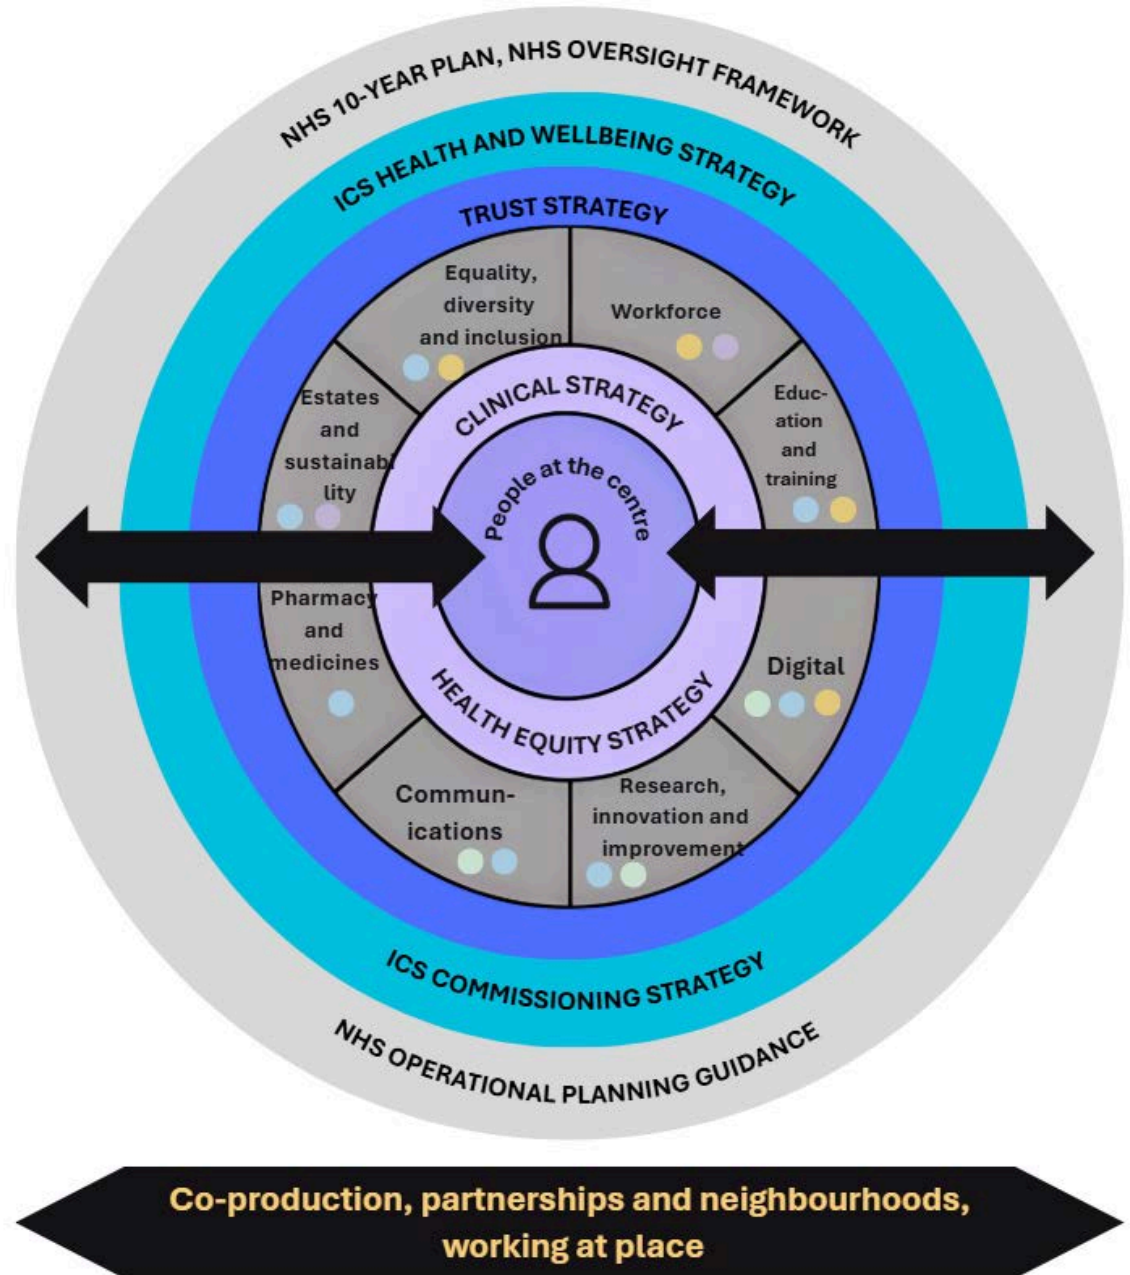 NHS 10-YEAR PLAN, NHS OVERSIGHT FRAMEWORK
ICS HEALTH AND WELLBEING STRATEGY
TRUST STRATEGY
Equality,
diversity
and inclusion
Workforce
Estates
and
sustainabi
lity
Educ-
ation
and
training
CLINICAL STRATEGY
People at the centre
Pharmacy
and
medicines
Digital
HEALTH EQUITY STRATEGY
Commun-
ications
Research,
innovation and
improvement
ICS COMMISSIONING STRATEGY
NHS OPERATIONAL PLANNING GUIDANCE
Co-production, partnerships and neighbourhoods,
working at place